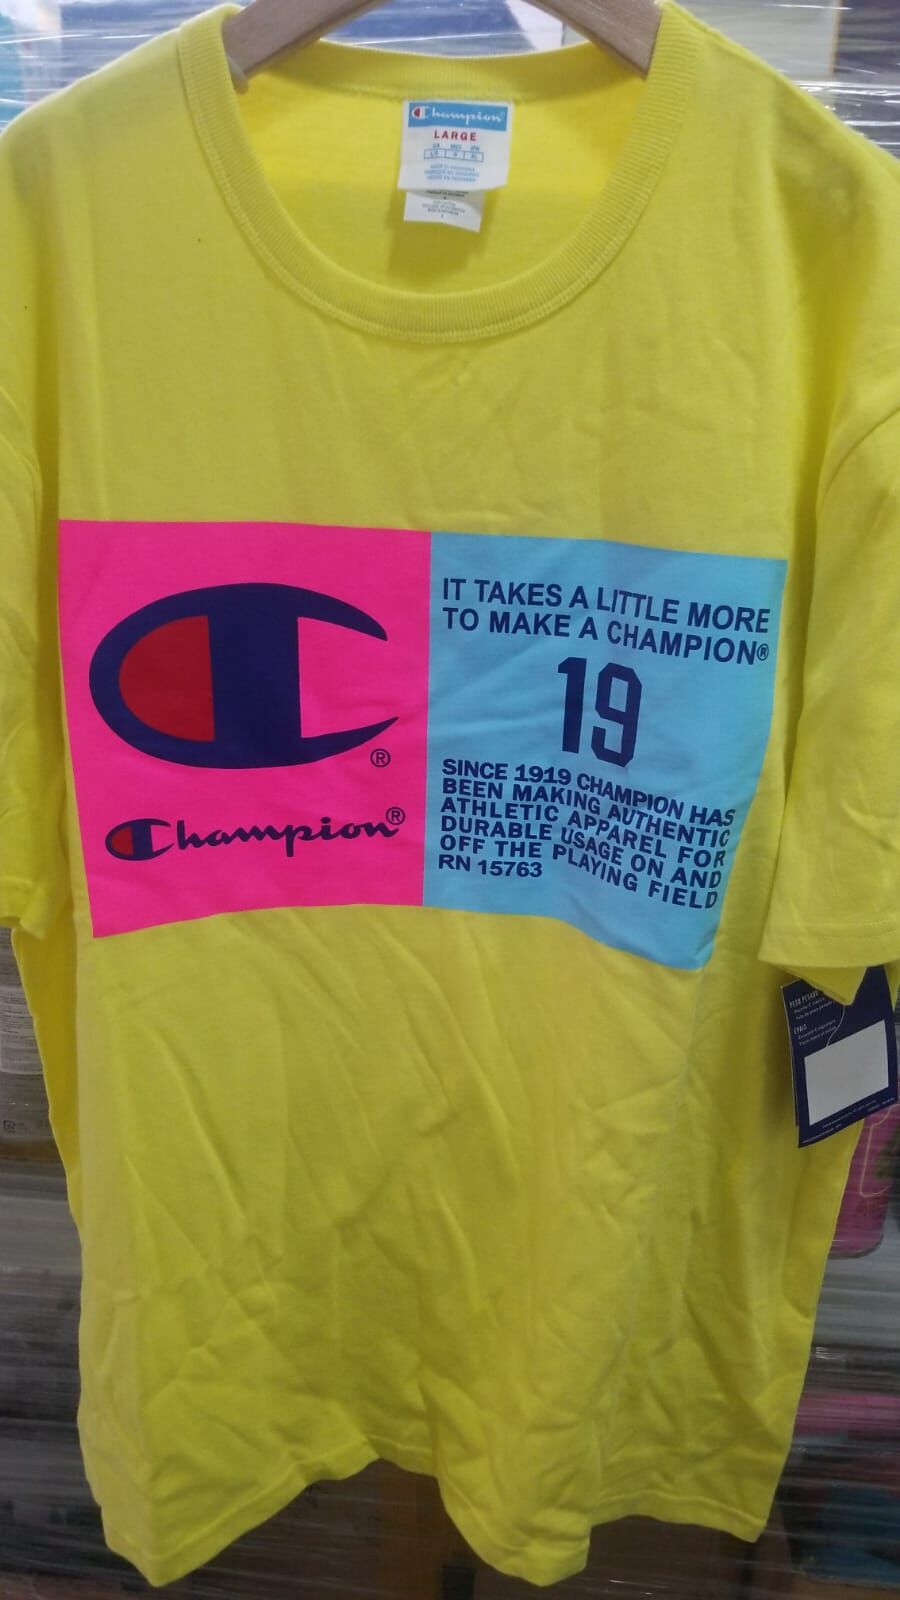 Champion
LARGE
IT TAKES A LITTLE MORE
TO MAKE A CHAMPION®
19
SINCE 1919 CHAMPION HAS
BEEN MAKING AUTHENTIC
ATHLETIC APPAREL FOR
DURABLE USAGE ON AND
OFF THE PLAYING FIELD
RN 15763
®
Champion®